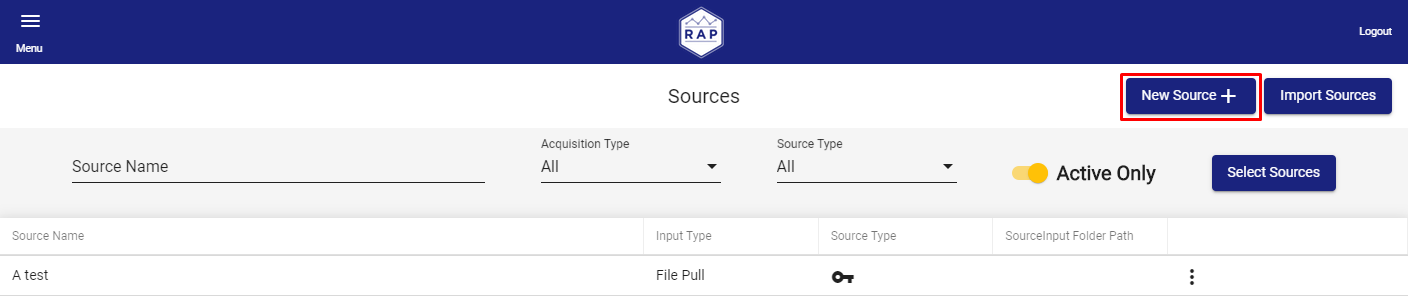 Menu
RAP
Logout
Sources
New Source
Import Sources
Source Name
Acquisition Type
All
Source Type
All
Active Only
Select Sources
Source Name
Input Type
Source Type
SourceInput Folder Path
A test
File Pull